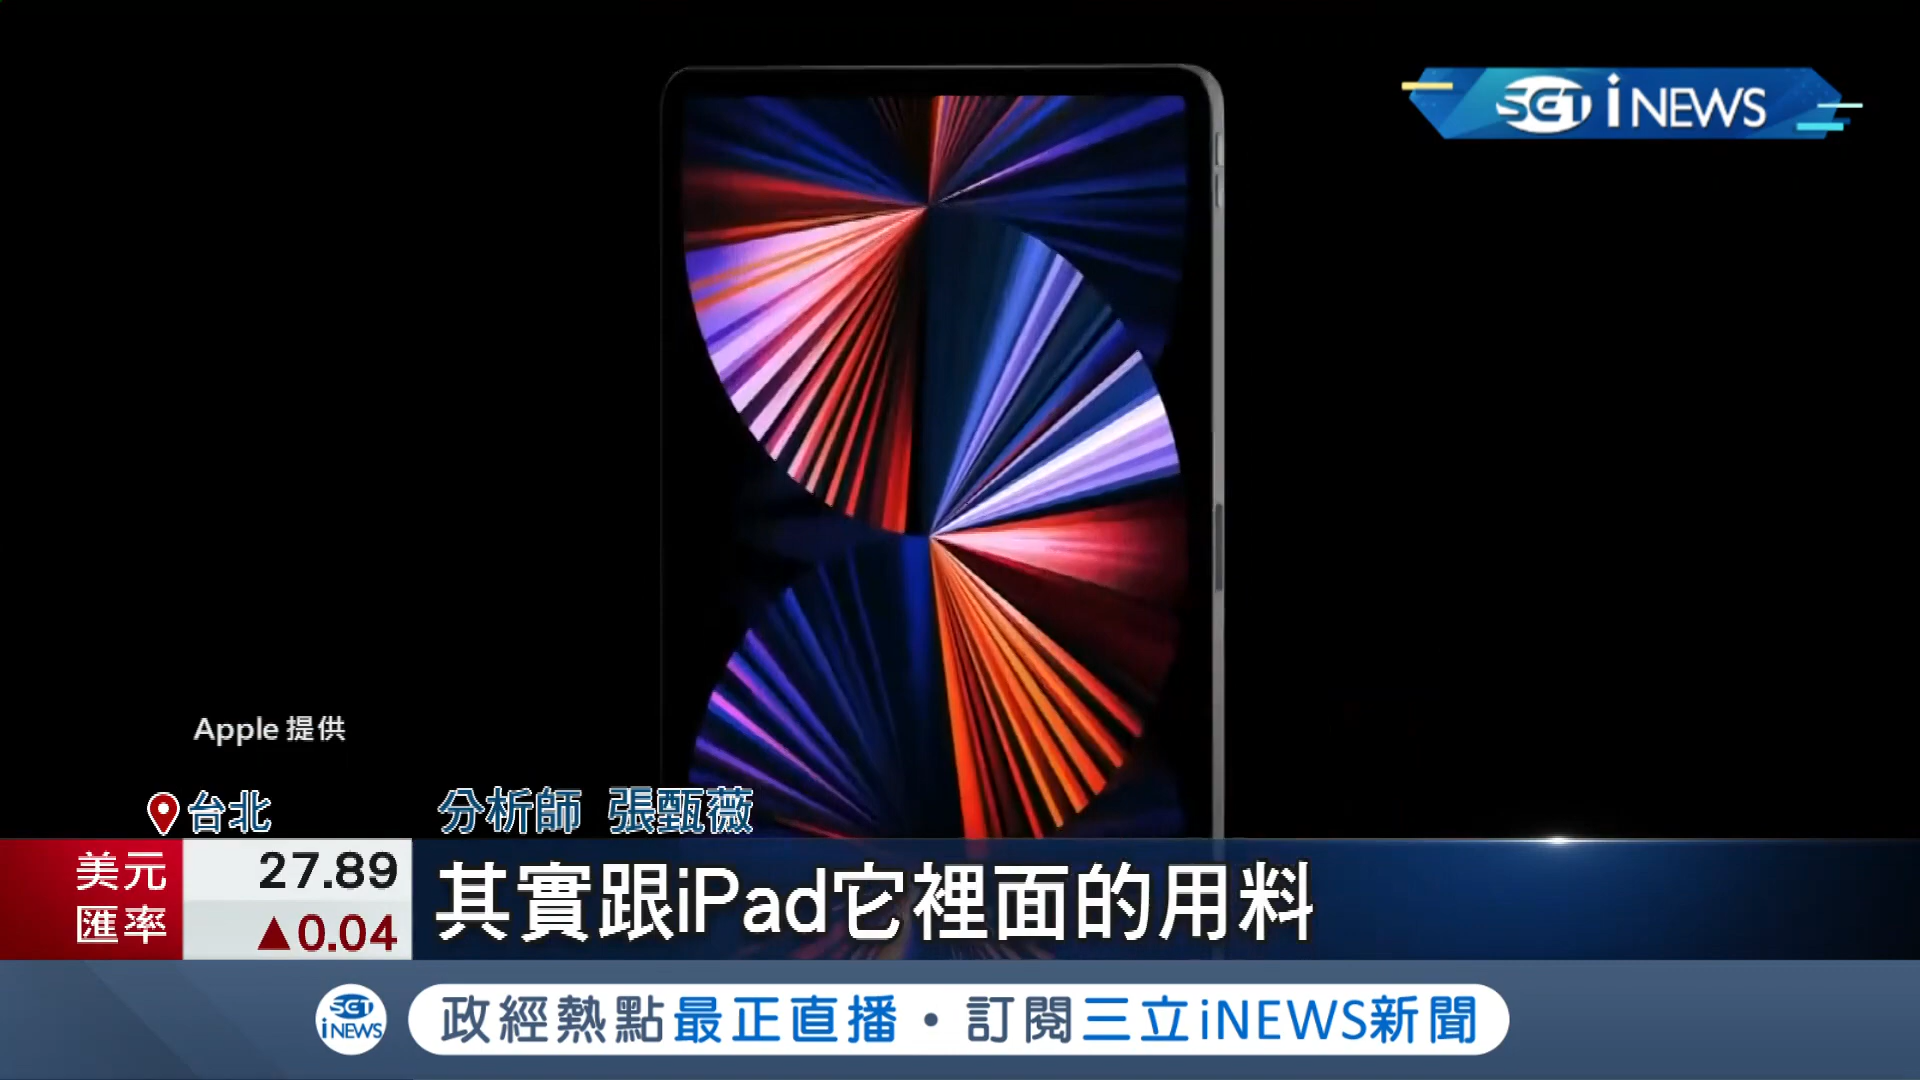 SET iNEWS
Apple 提供
台北
分析師 張甄薇
美元
匯率
27.89
▲0.04
其實跟iPad它裡面的用料
SET
iNEWS
政經熱點最正直播・訂閱三立iNEWS新聞